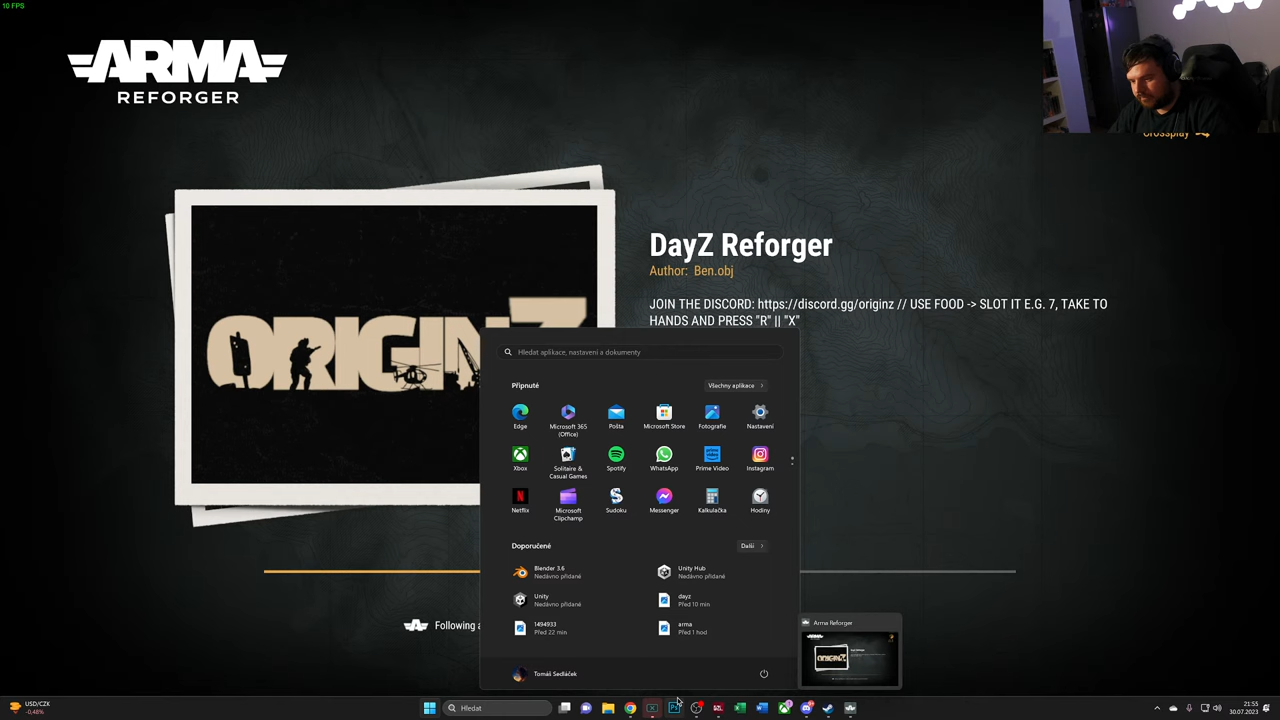 10 FPS
ARMA
REFORGER
Crossplay
DayZ Reforger
Author: Ben.obj
JOIN THE DISCORD: https://discord.gg/originz // USE FOOD -> SLOT IT E.G. 7, TAKE TO
HANDS AND PRESS "R" || "X"
ORIGINZ
Hledat aplikace, nastavení a dokumenty
Připnuté
Všechny aplikace
Edge
Microsoft 365
(Office)
Pošta
Microsoft Store
Fotografie
Nastavení
Xbox
Solitaire &
Casual Games
Spotify
WhatsApp
Prime Video
Instagram
Netflix
Microsoft
Clipchamp
Sudoku
Messenger
Kalkulačka
Hodiny
Doporučené
Další
Blender 3.6
Nedávno přidané
Unity Hub
Nedávno přidané
Unity
Nedávno přidané
dayz
Před 10 min
1494933
Před 22 min
arma
Před 1 hod
Following a
Arma Reforger
Tomáš Sedláček
USD/CZK
-0,48%
Hledat
21:55
30.07.2023